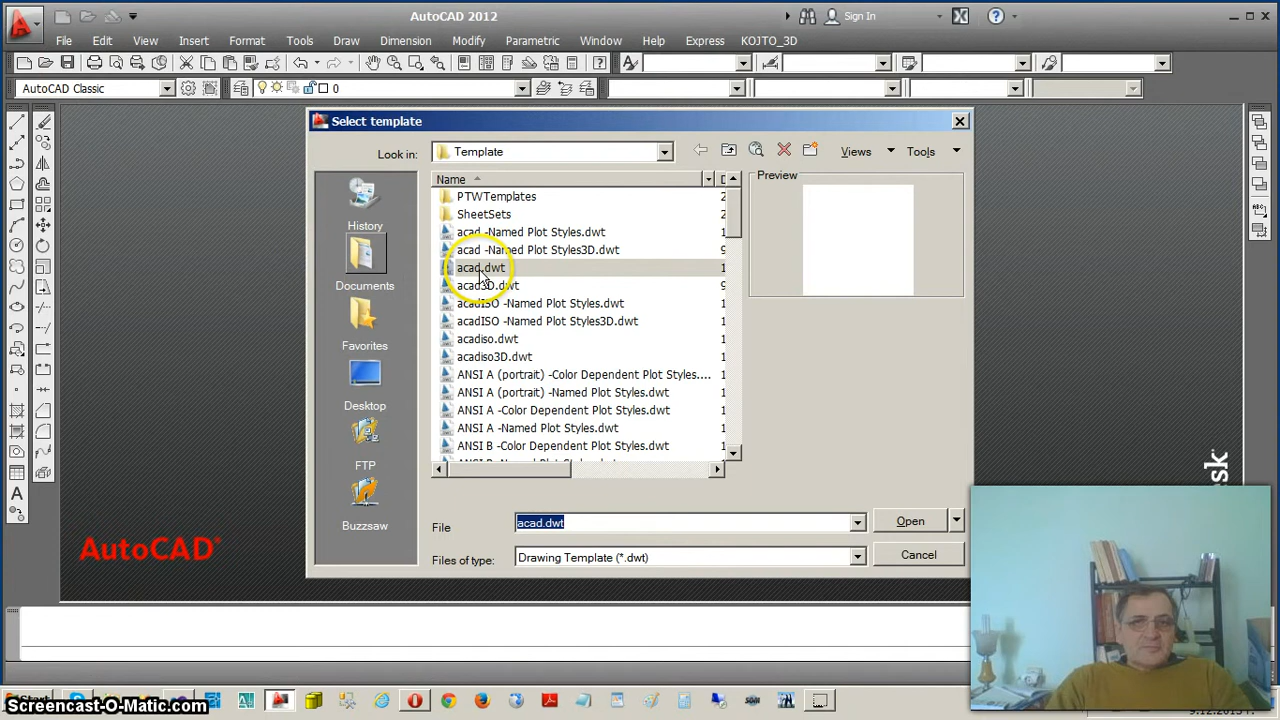 AutoCAD 2012
Sign In
File Edit View Insert Format Tools Draw Dimension Modify Parametric Window Help Express KOJTO_3D
AutoCAD Classic
0
Select template
Look in: Template
Views Tools
Name
Preview
History
Documents
Favorites
Desktop
FTP
Buzzsaw
PTWTemplates
SheetSets
acad -Named Plot Styles.dwt
acad -Named Plot Styles3D.dwt
acad.dwt
acad3D.dwt
acadISO -Named Plot Styles.dwt
acadISO -Named Plot Styles3D.dwt
acadiso.dwt
acadiso3D.dwt
ANSI A (portrait) -Color Dependent Plot Styles....
ANSI A (portrait) -Named Plot Styles.dwt
ANSI A -Color Dependent Plot Styles.dwt
ANSI A -Named Plot Styles.dwt
ANSI B -Color Dependent Plot Styles.dwt
File acad.dwt Open
Files of type: Drawing Template (*.dwt) Cancel
AutoCAD
Screencast-O-Matic.com